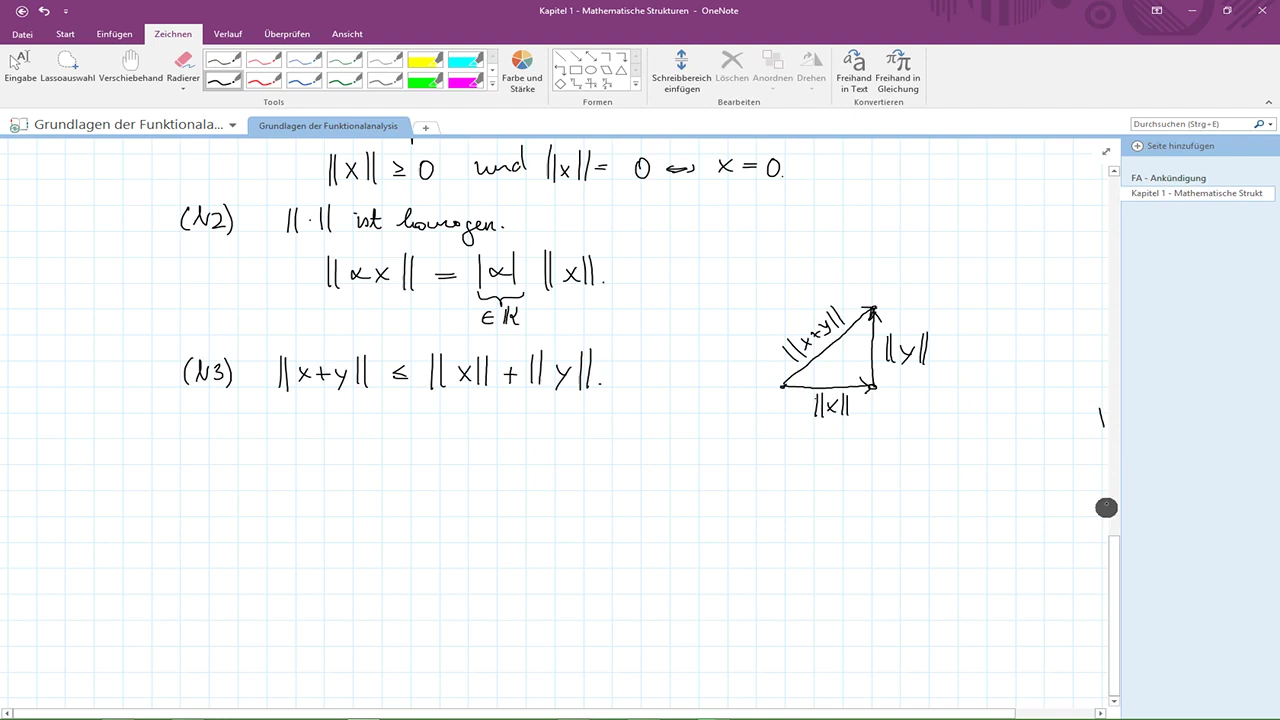 Kapitel 1 - Mathematische Strukturen - OneNote
Datei Start Einfügen Zeichnen Verlauf Überprüfen Ansicht
Eingabe Lassoauswahl Verschiebehand Radierer Farbe und Stärke Schreibbereich einfügen Löschen Anordnen Drehen Freihand in Text Freihand in Gleichung
Tools Formen Bearbeiten Konvertieren
Grundlagen der Funktionala... Grundlagen der Funktionalanalysis Durchsuchen (Strg+E)
Seite hinzufügen
FA - Ankündigung
Kapitel 1 - Mathematische Strukt
||x|| ≥ 0 und ||x|| = 0 ⇔ x = 0.
(N2) ||·|| ist homogen.
||αx|| = |α| ||x||.
∈ K
(N3) ||x+y|| ≤ ||x|| + ||y||.
||x+y||
||y||
||x||